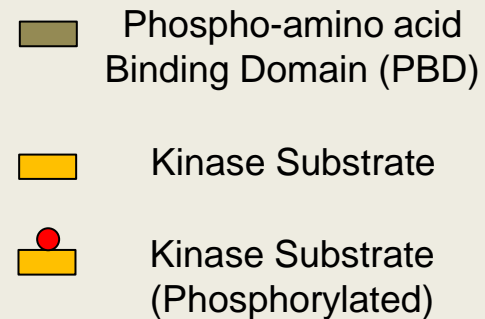 Phospho-amino acid
Binding Domain (PBD)
Kinase Substrate
Kinase Substrate
(Phosphorylated)